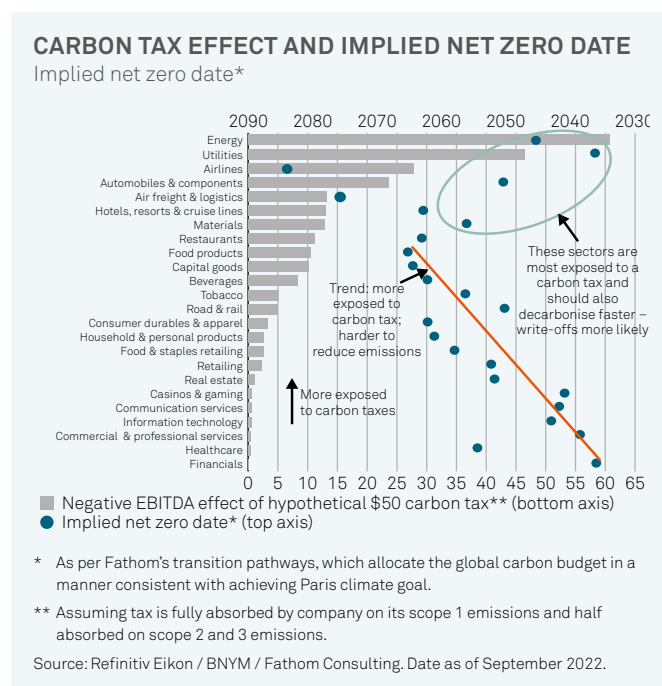 CARBON TAX EFFECT AND IMPLIED NET ZERO DATE
Implied net zero date*
2090 2080 2070 2060 2050 2040 2030
Energy
Utilities
Airlines
Automobiles & components
Air freight & logistics
Hotels, resorts & cruise lines
Materials
Restaurants
Food products
Capital goods
Beverages
Tobacco
Road & rail
Consumer durables & apparel
Household & personal products
Food & staples retailing
Retailing
Real estate
Casinos & gaming
Communication services
Information technology
Commercial & professional services
Healthcare
Financials
These sectors are
most exposed to a
carbon tax and
should also
decarbonise faster –
write-offs more likely
Trend: more
exposed to
carbon tax;
harder to
reduce emissions
More exposed
to carbon taxes
0 5 10 15 20 25 30 35 40 45 50 55 60 65
Negative EBITDA effect of hypothetical $50 carbon tax** (bottom axis)
Implied net zero date* (top axis)
* As per Fathom's transition pathways, which allocate the global carbon budget in a
manner consistent with achieving Paris climate goal.
** Assuming tax is fully absorbed by company on its scope 1 emissions and half
absorbed on scope 2 and 3 emissions.
Source: Refinitiv Eikon / BNYM / Fathom Consulting. Date as of September 2022.